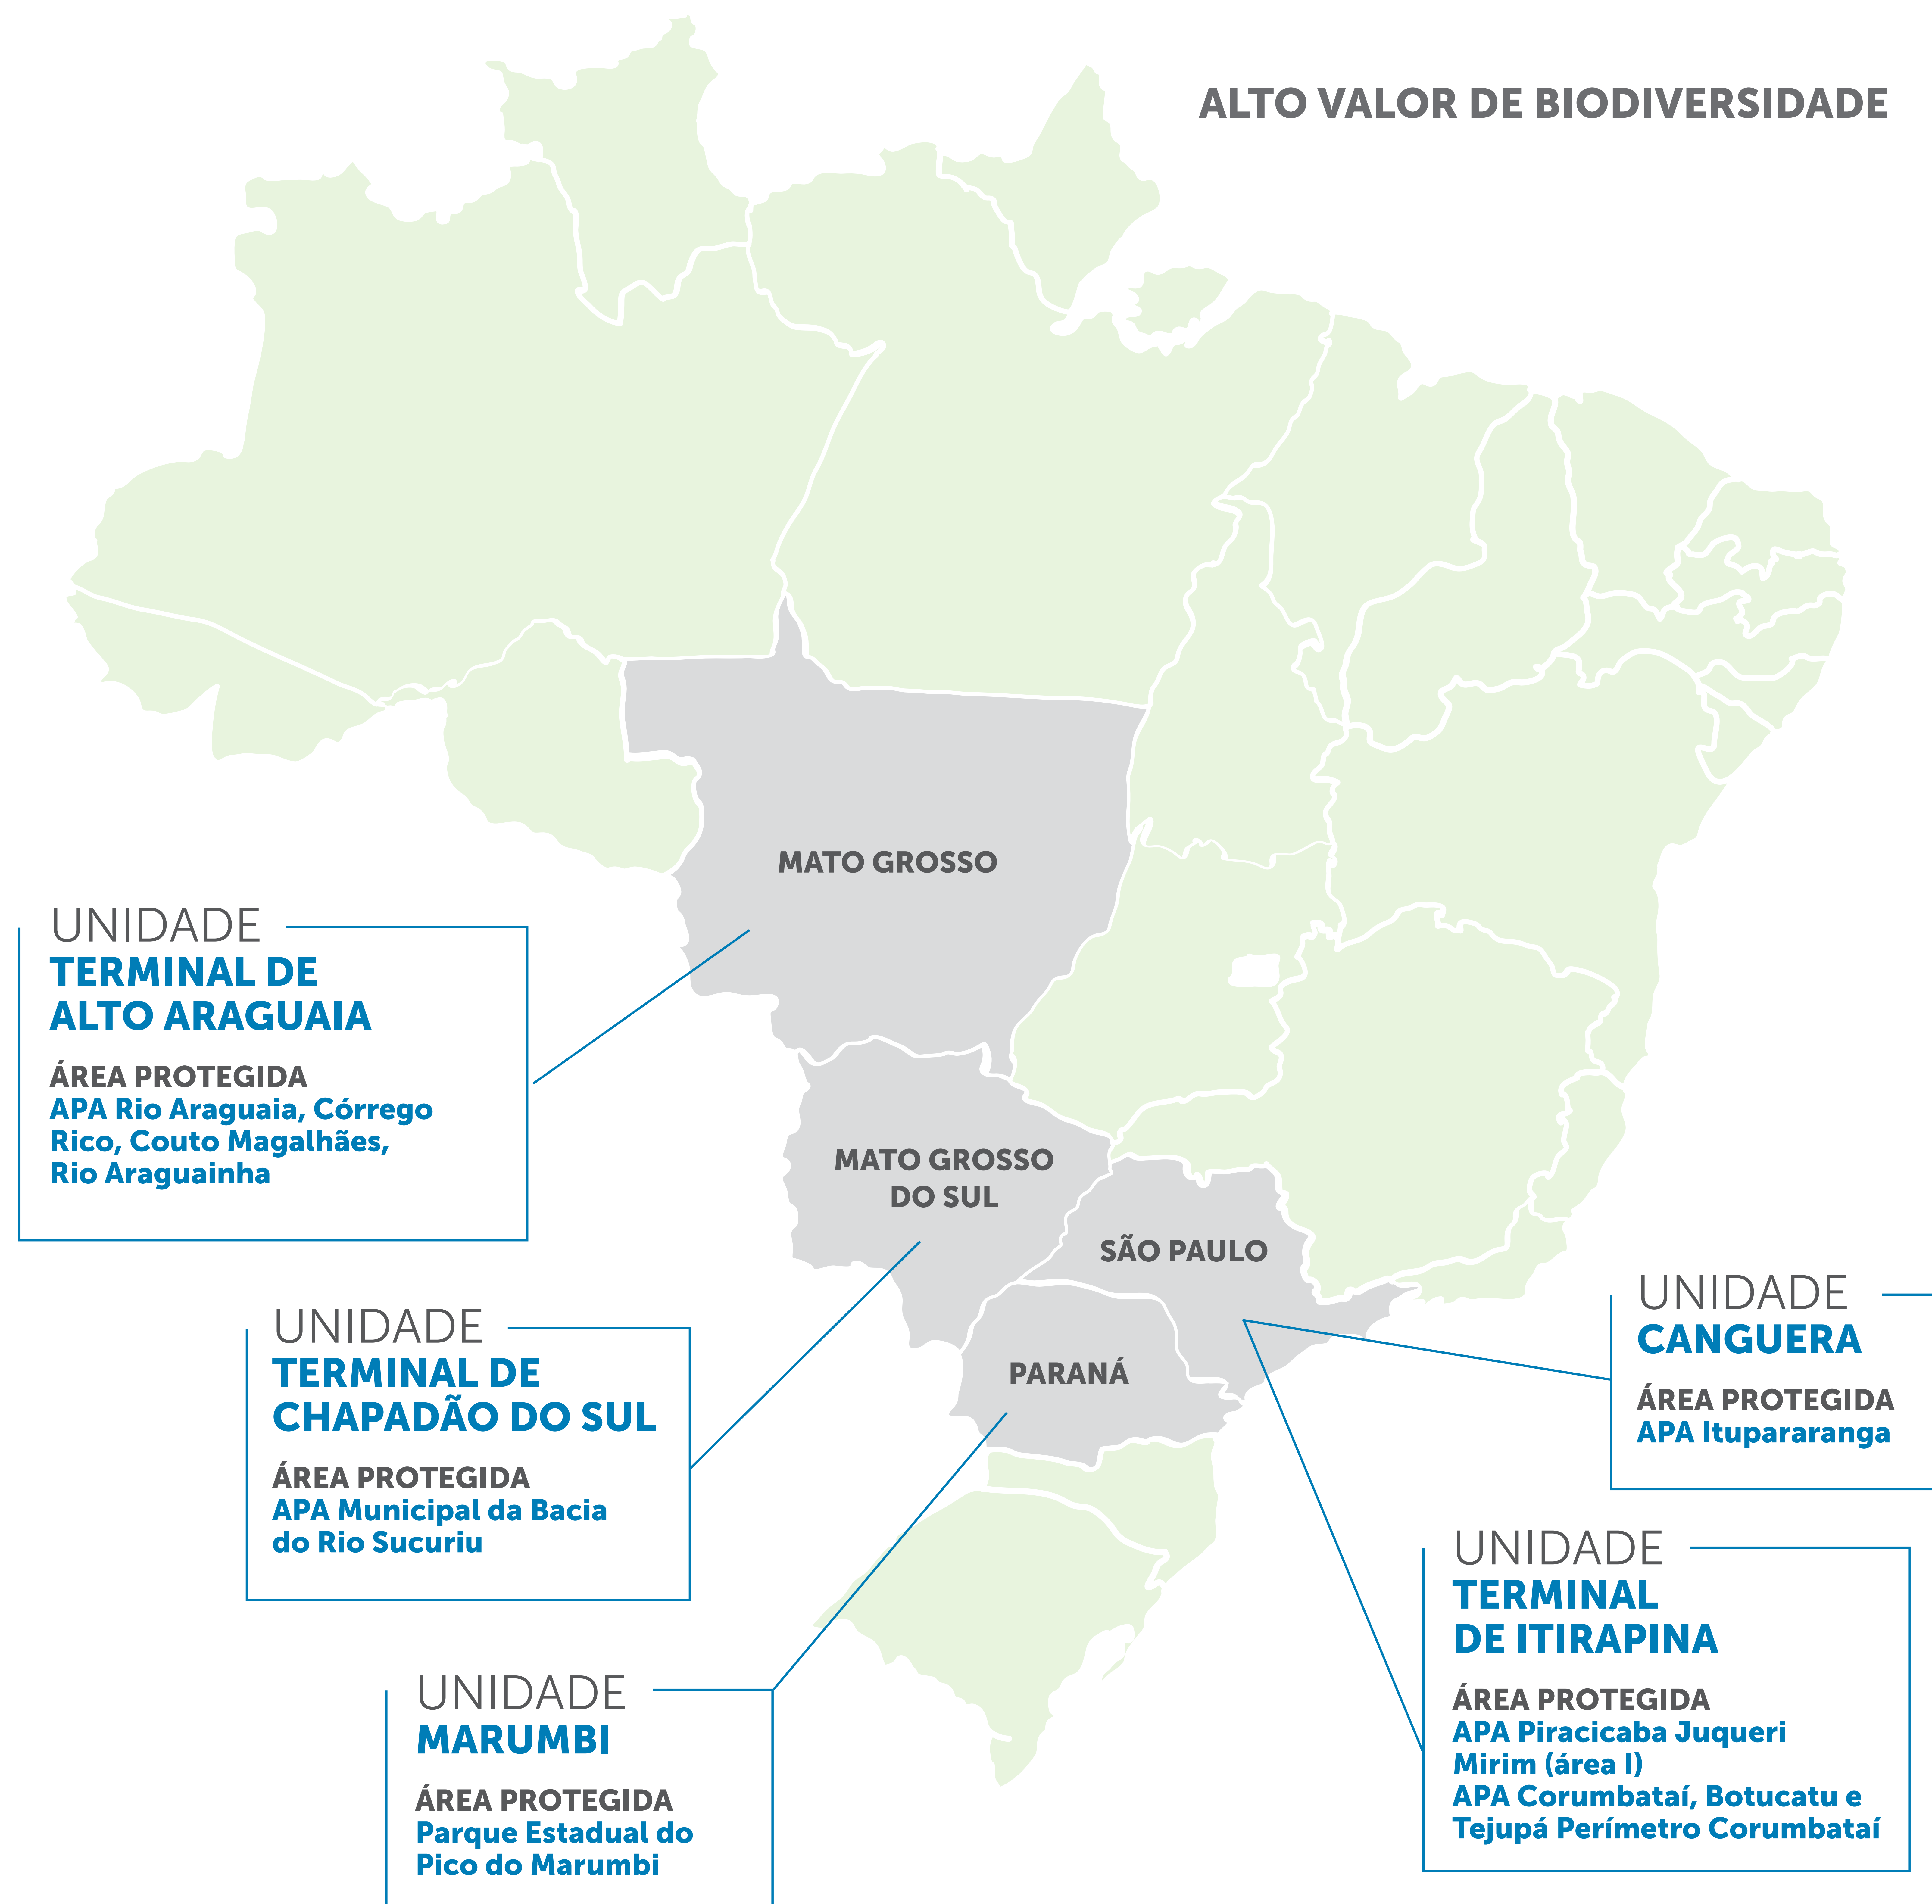 ALTO VALOR DE BIODIVERSIDADE
MATO GROSSO
UNIDADE
TERMINAL DE
ALTO ARAGUAIA
ÁREA PROTEGIDA
APA Rio Araguaia, Córrego
Rico, Couto Magalhães,
Rio Araguainha
MATO GROSSO
DO SUL
SÃO PAULO
PARANÁ
UNIDADE
CANGUERA
ÁREA PROTEGIDA
APA Itupararanga
UNIDADE
TERMINAL DE
CHAPADÃO DO SUL
ÁREA PROTEGIDA
APA Municipal da Bacia
do Rio Sucuriu
UNIDADE
TERMINAL
DE ITIRAPINA
ÁREA PROTEGIDA
APA Piracicaba Juqueri
Mirim (área I)
APA Corumbataí, Botucatu e
Tejupá Perímetro Corumbataí
UNIDADE
MARUMBI
ÁREA PROTEGIDA
Parque Estadual do
Pico do Marumbi